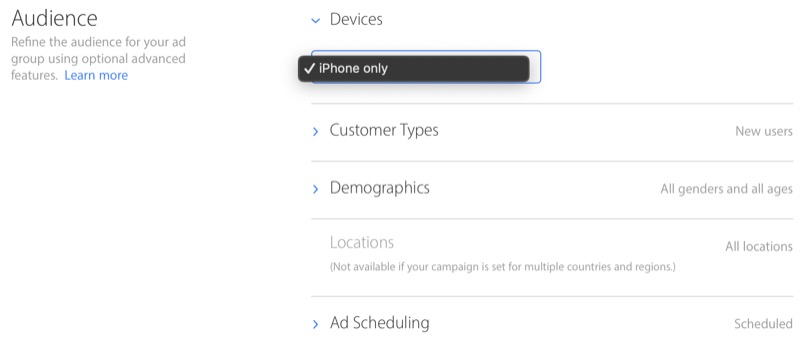 Audience
Refine the audience for your ad
group using optional advanced
features. Learn more
Devices
✓ iPhone only
Customer Types
New users
Demographics
All genders and all ages
Locations
All locations
(Not available if your campaign is set for multiple countries and regions.)
Ad Scheduling
Scheduled